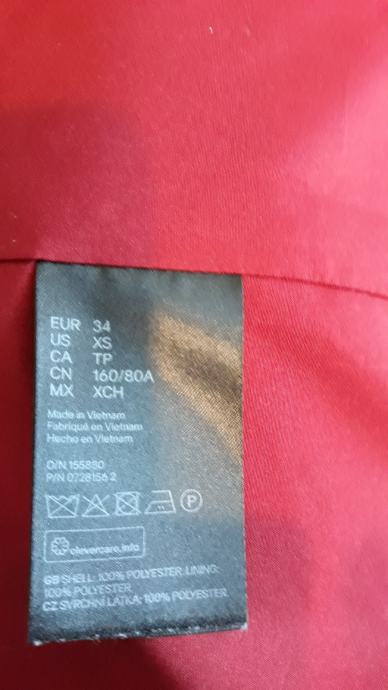 EUR 34
US XS
CA TP
CN 160/80A
MX XCH
Made in Vietnam
Fabriqué en Vietnam
Hecho en Vietnam
O/N 155880
P/N 0728156 2
P
clevercare.info
GB SHELL: 100% POLYESTER. LINING:
100% POLYESTER
CZ SVRCHNÍ LÁTKA: 100% POLYESTER.